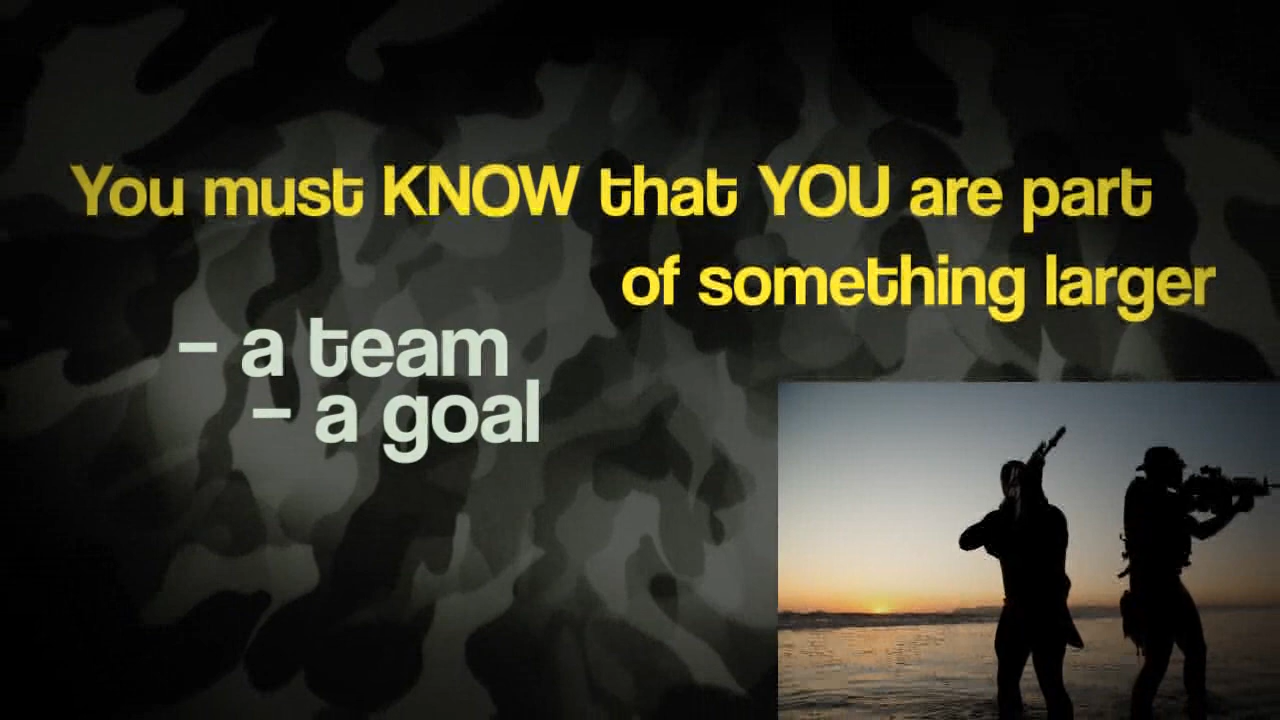 You must KNOW that YOU are part
of something larger
– a team
– a goal